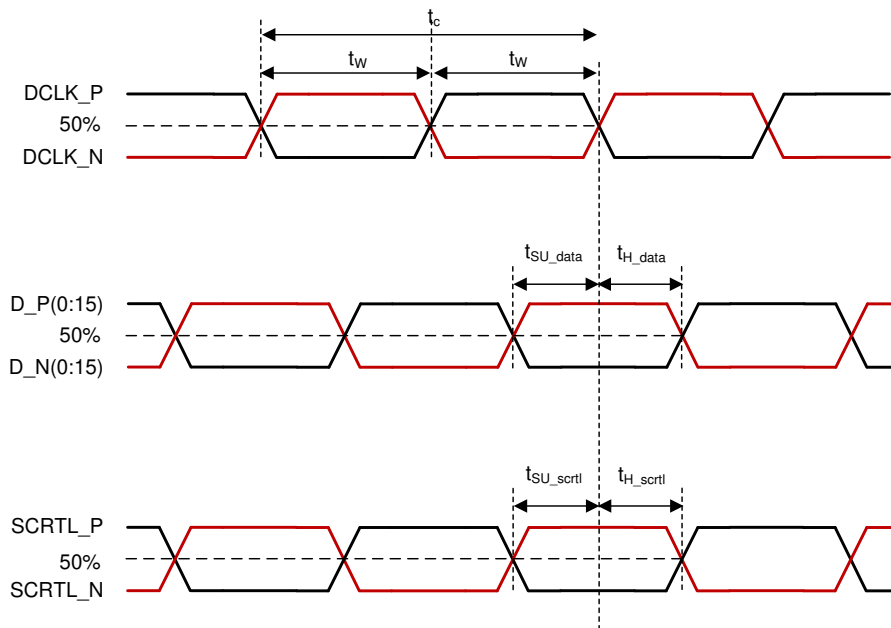 t_c
t_W t_W
DCLK_P
50%
DCLK_N
t_SU_data t_H_data
D_P(0:15)
50%
D_N(0:15)
t_SU_scrtl t_H_scrtl
SCRTL_P
50%
SCRTL_N